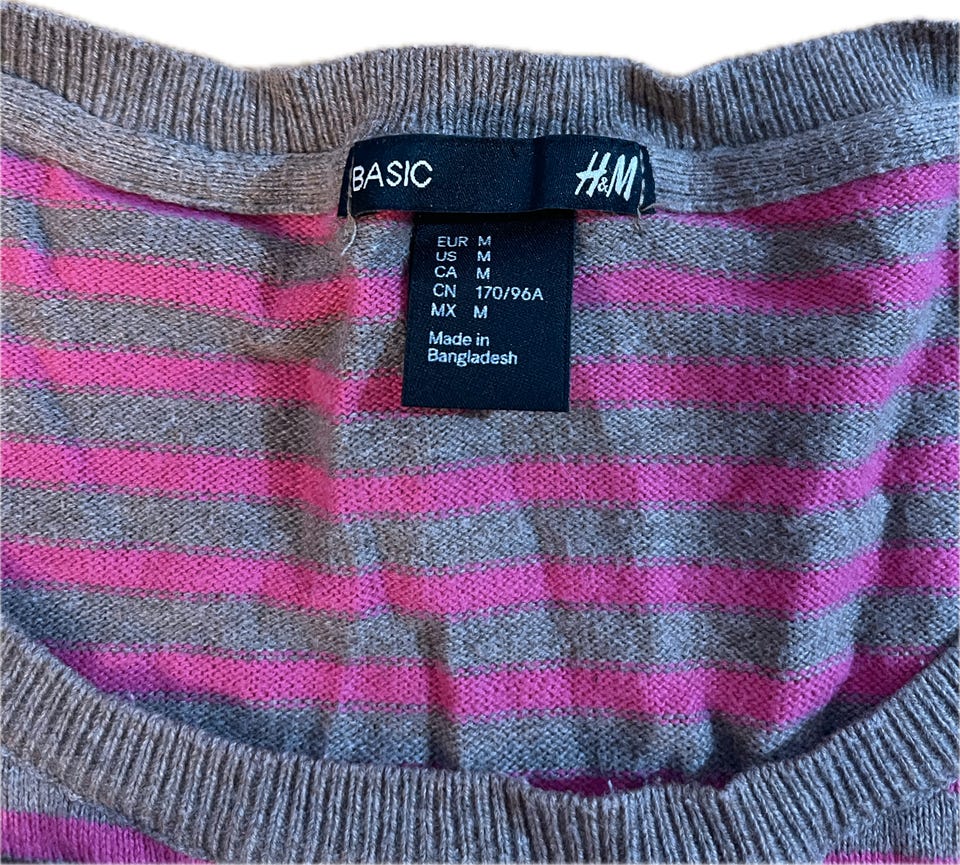 BASIC H&M
EUR M
US M
CA M
CN 170/96A
MX M
Made in
Bangladesh